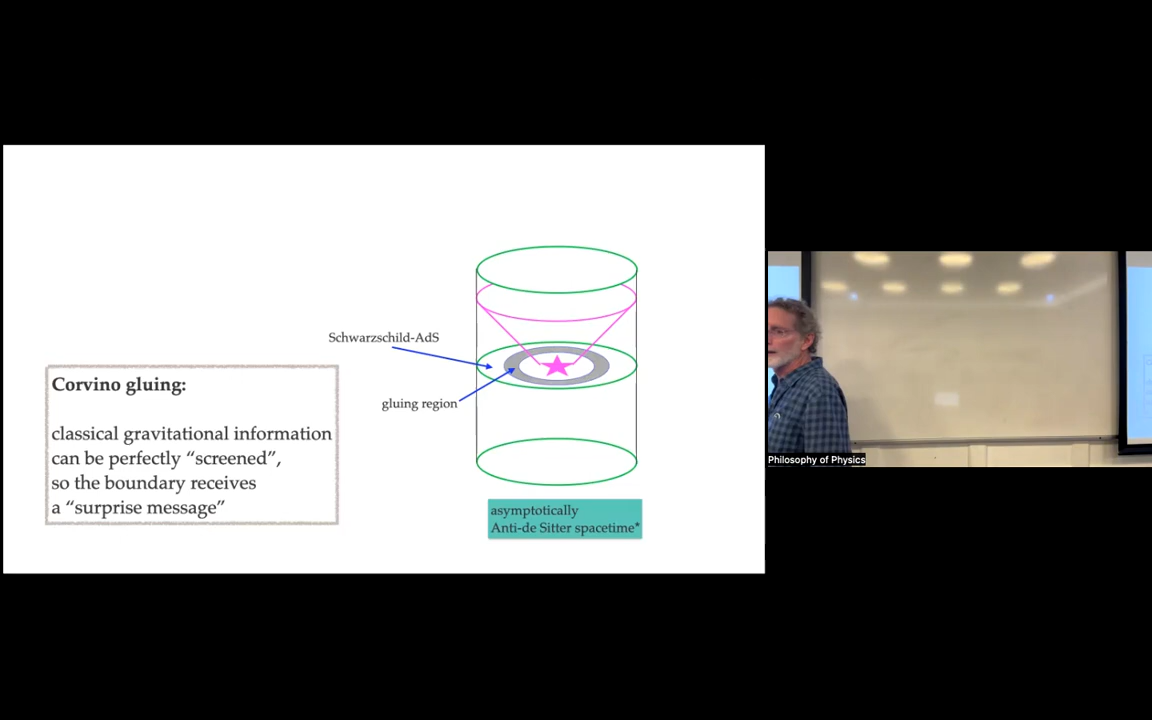 Schwarzschild-AdS
gluing region
Corvino gluing:
classical gravitational information
can be perfectly “screened”,
so the boundary receives
a “surprise message”
asymptotically
Anti-de Sitter spacetime*
Philosophy of Physics